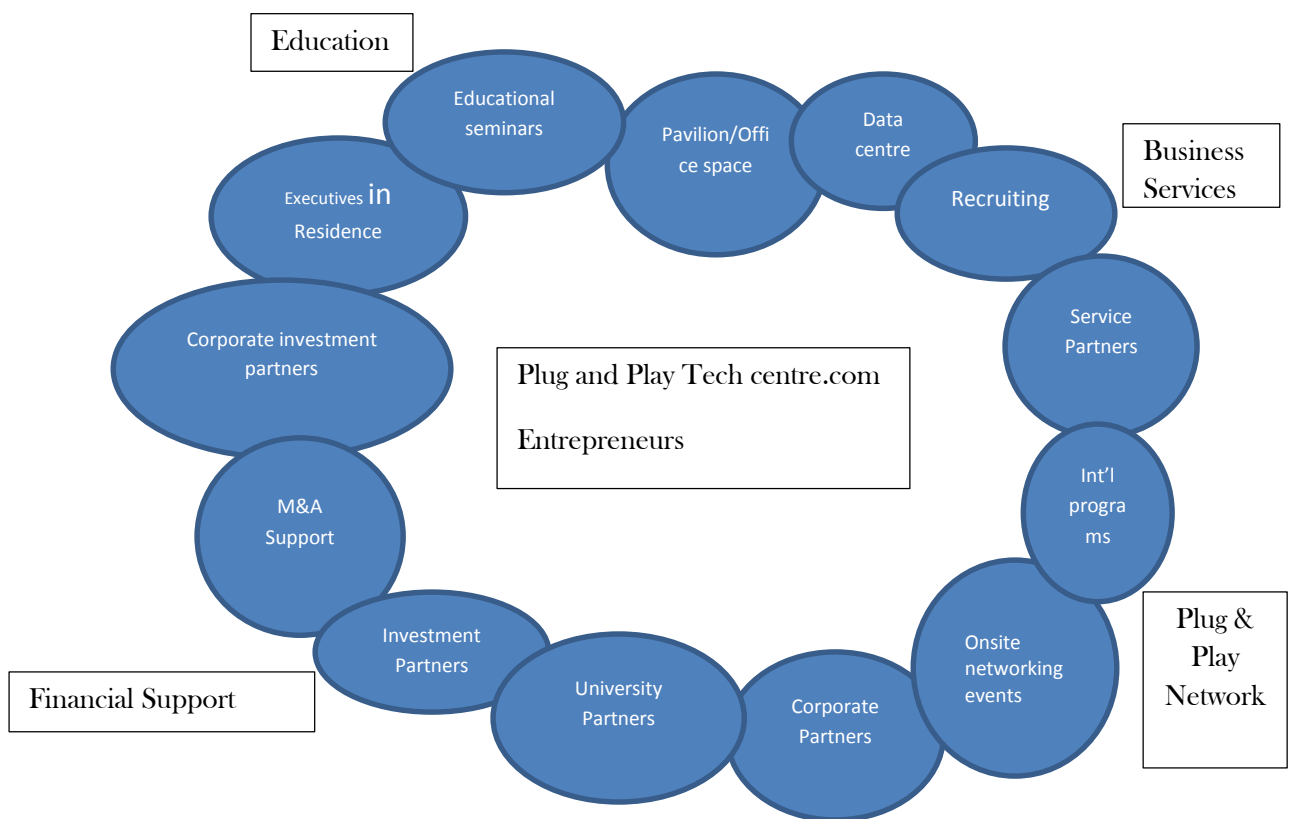 Education
Educational
seminars
Pavilion/Offi
ce space
Data
centre
Business
Services
Recruiting
Executives in
Residence
Service
Partners
Corporate investment
partners
Plug and Play Tech centre.com
Entrepreneurs
Int'l
progra
ms
M&A
Support
Plug &
Play
Network
Onsite
networking
events
Investment
Partners
Financial Support
University
Partners
Corporate
Partners